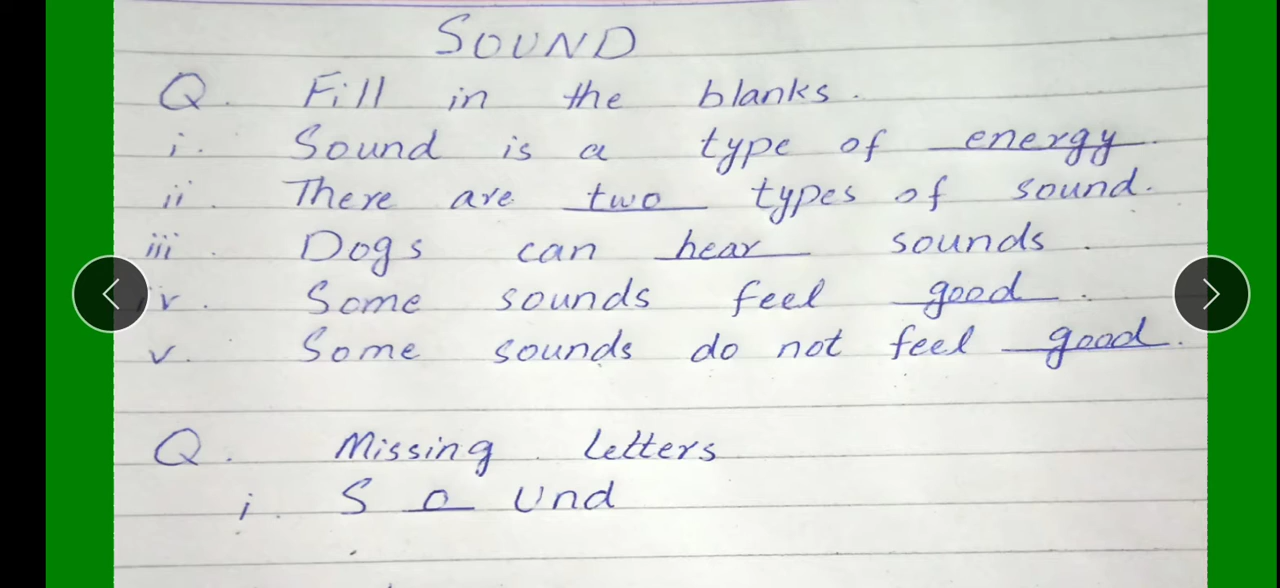 SOUND
Q. Fill in the blanks.
i. Sound is a type of energy.
ii. There are two types of sound.
iii. Dogs can hear sounds.
iv. Some sounds feel good.
v. Some sounds do not feel good.
Q. Missing letters
i. S o und